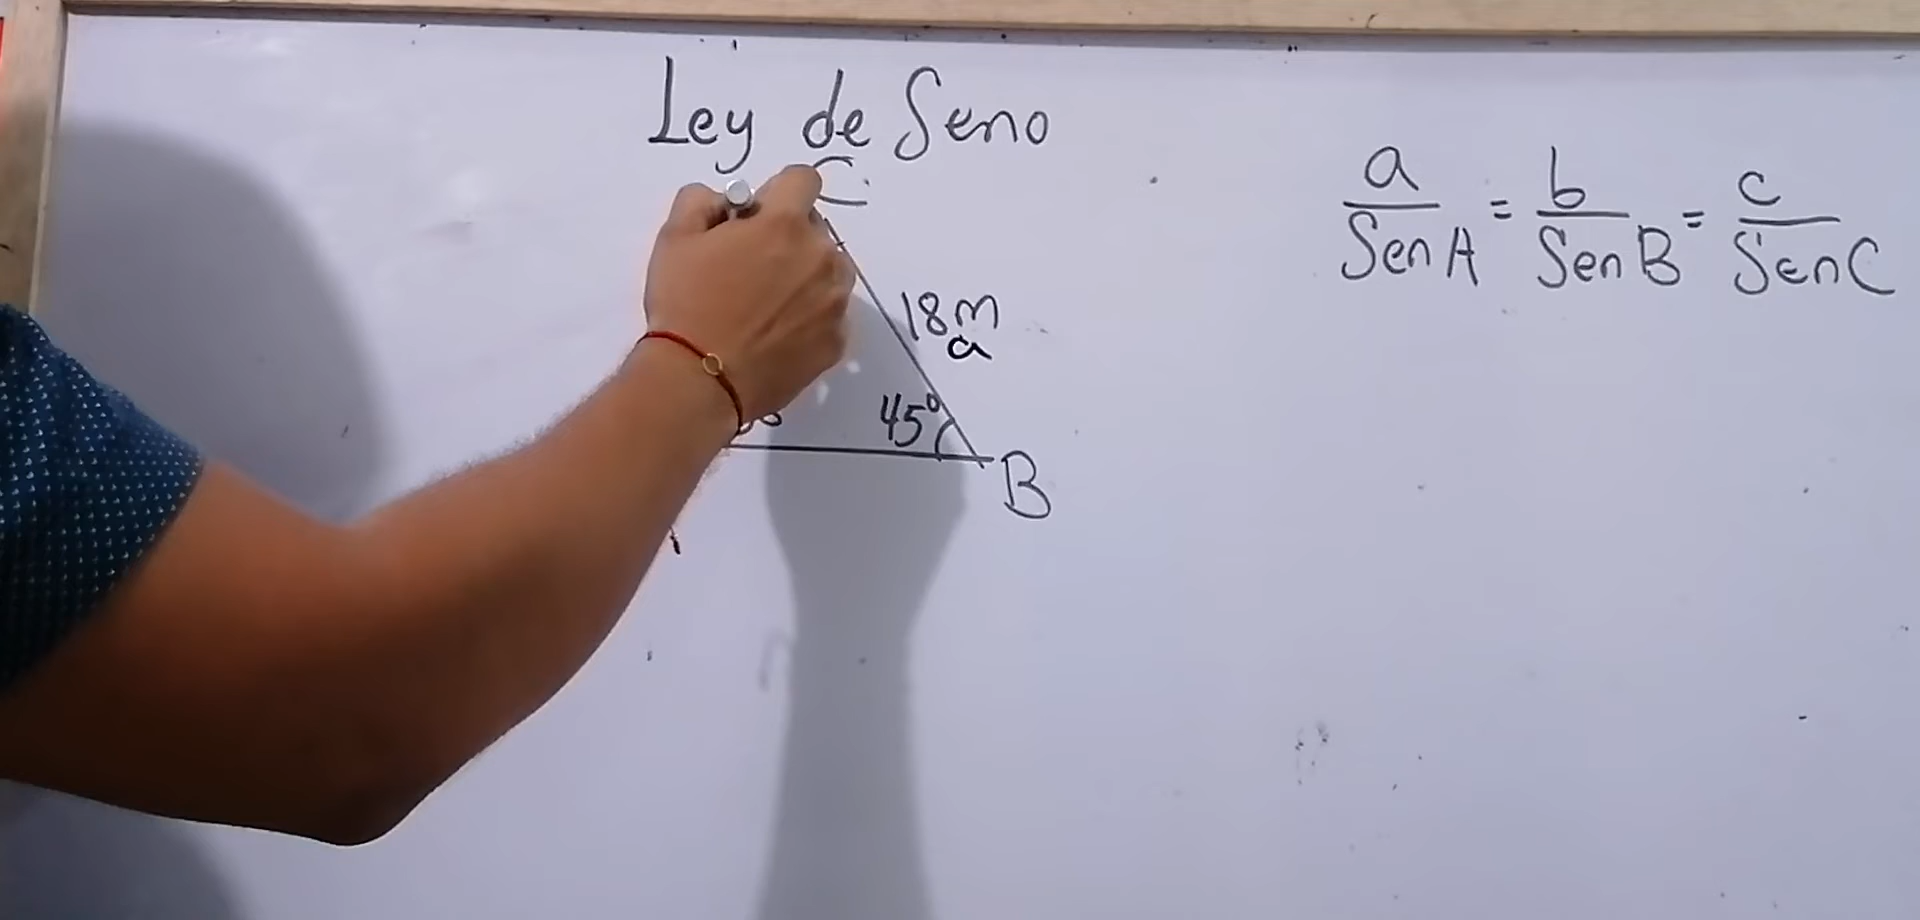 Ley de Seno
C
18m
a
45°
B
a/SenA = b/SenB = c/SenC